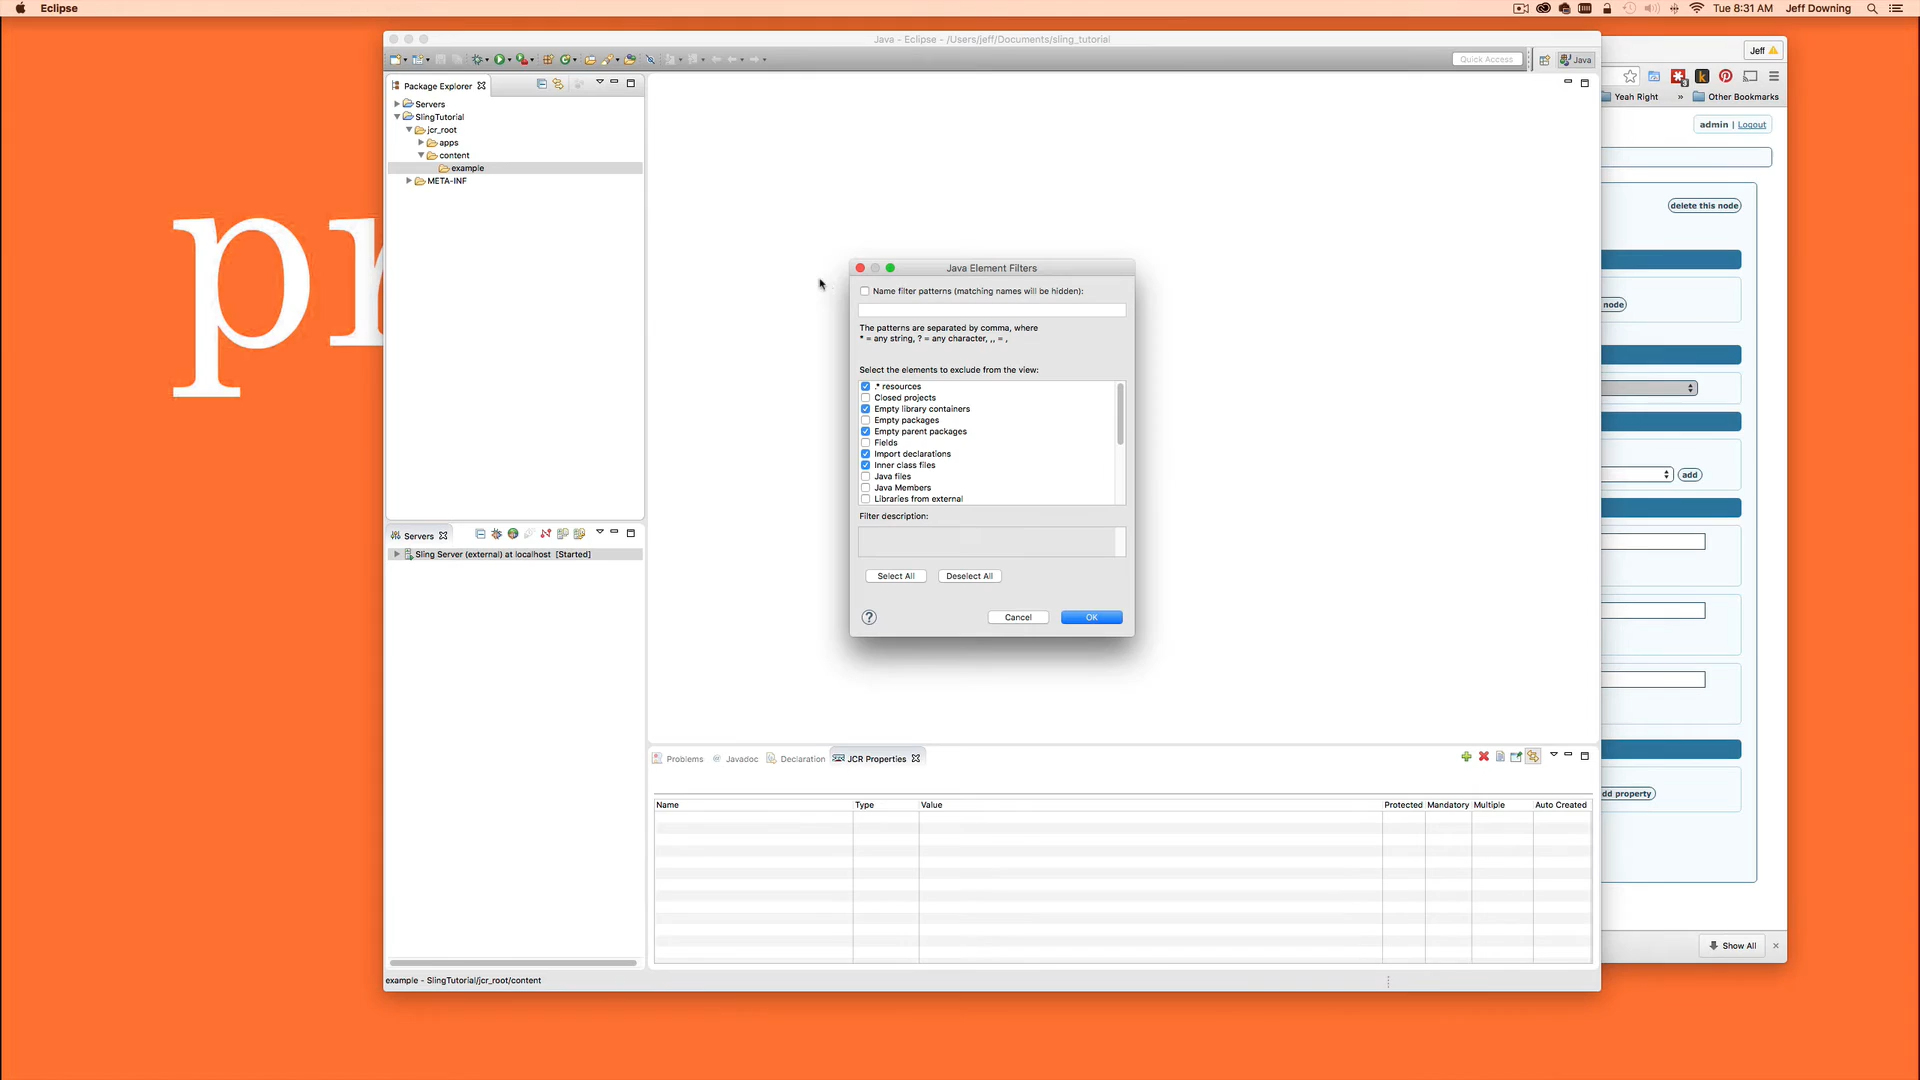 Eclipse
Tue 8:31 AM Jeff Downing
Java - Eclipse - /Users/jeff/Documents/sling_tutorial
Jeff
Quick Access
Java
Package Explorer
Servers
SlingTutorial
jcr_root
apps
content
example
META-INF
pr
Yeah Right » Other Bookmarks
admin | Logout
delete this node
node
add
dd property
Show All
Java Element Filters
Name filter patterns (matching names will be hidden):
The patterns are separated by comma, where
* = any string, ? = any character, ,, = ,
Select the elements to exclude from the view:
.* resources
Closed projects
Empty library containers
Empty packages
Empty parent packages
Fields
Import declarations
Inner class files
Java files
Java Members
Libraries from external
Filter description:
Select All Deselect All
? Cancel OK
Servers
Sling Server (external) at localhost [Started]
Problems Javadoc Declaration JCR Properties
Name Type Value Protected Mandatory Multiple Auto Created
example - SlingTutorial/jcr_root/content